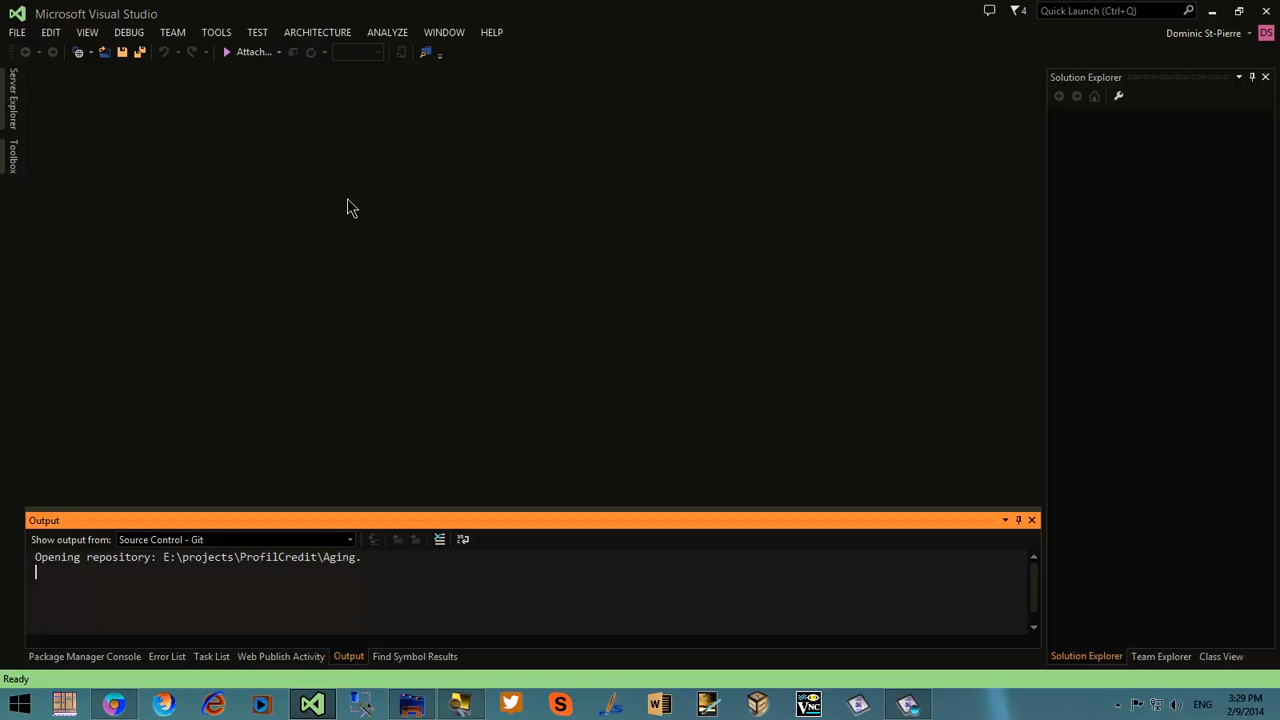 Microsoft Visual Studio
4
Quick Launch (Ctrl+Q)
FILE EDIT VIEW DEBUG TEAM TOOLS TEST ARCHITECTURE ANALYZE WINDOW HELP
Dominic St-Pierre DS
Attach...
Server Explorer
Toolbox
Solution Explorer
Output
Show output from: Source Control - Git
Opening repository: E:\projects\ProfilCredit\Aging.
Package Manager Console Error List Task List Web Publish Activity Output Find Symbol Results
Solution Explorer Team Explorer Class View
Ready
VNC
ENG
3:29 PM
2/9/2014